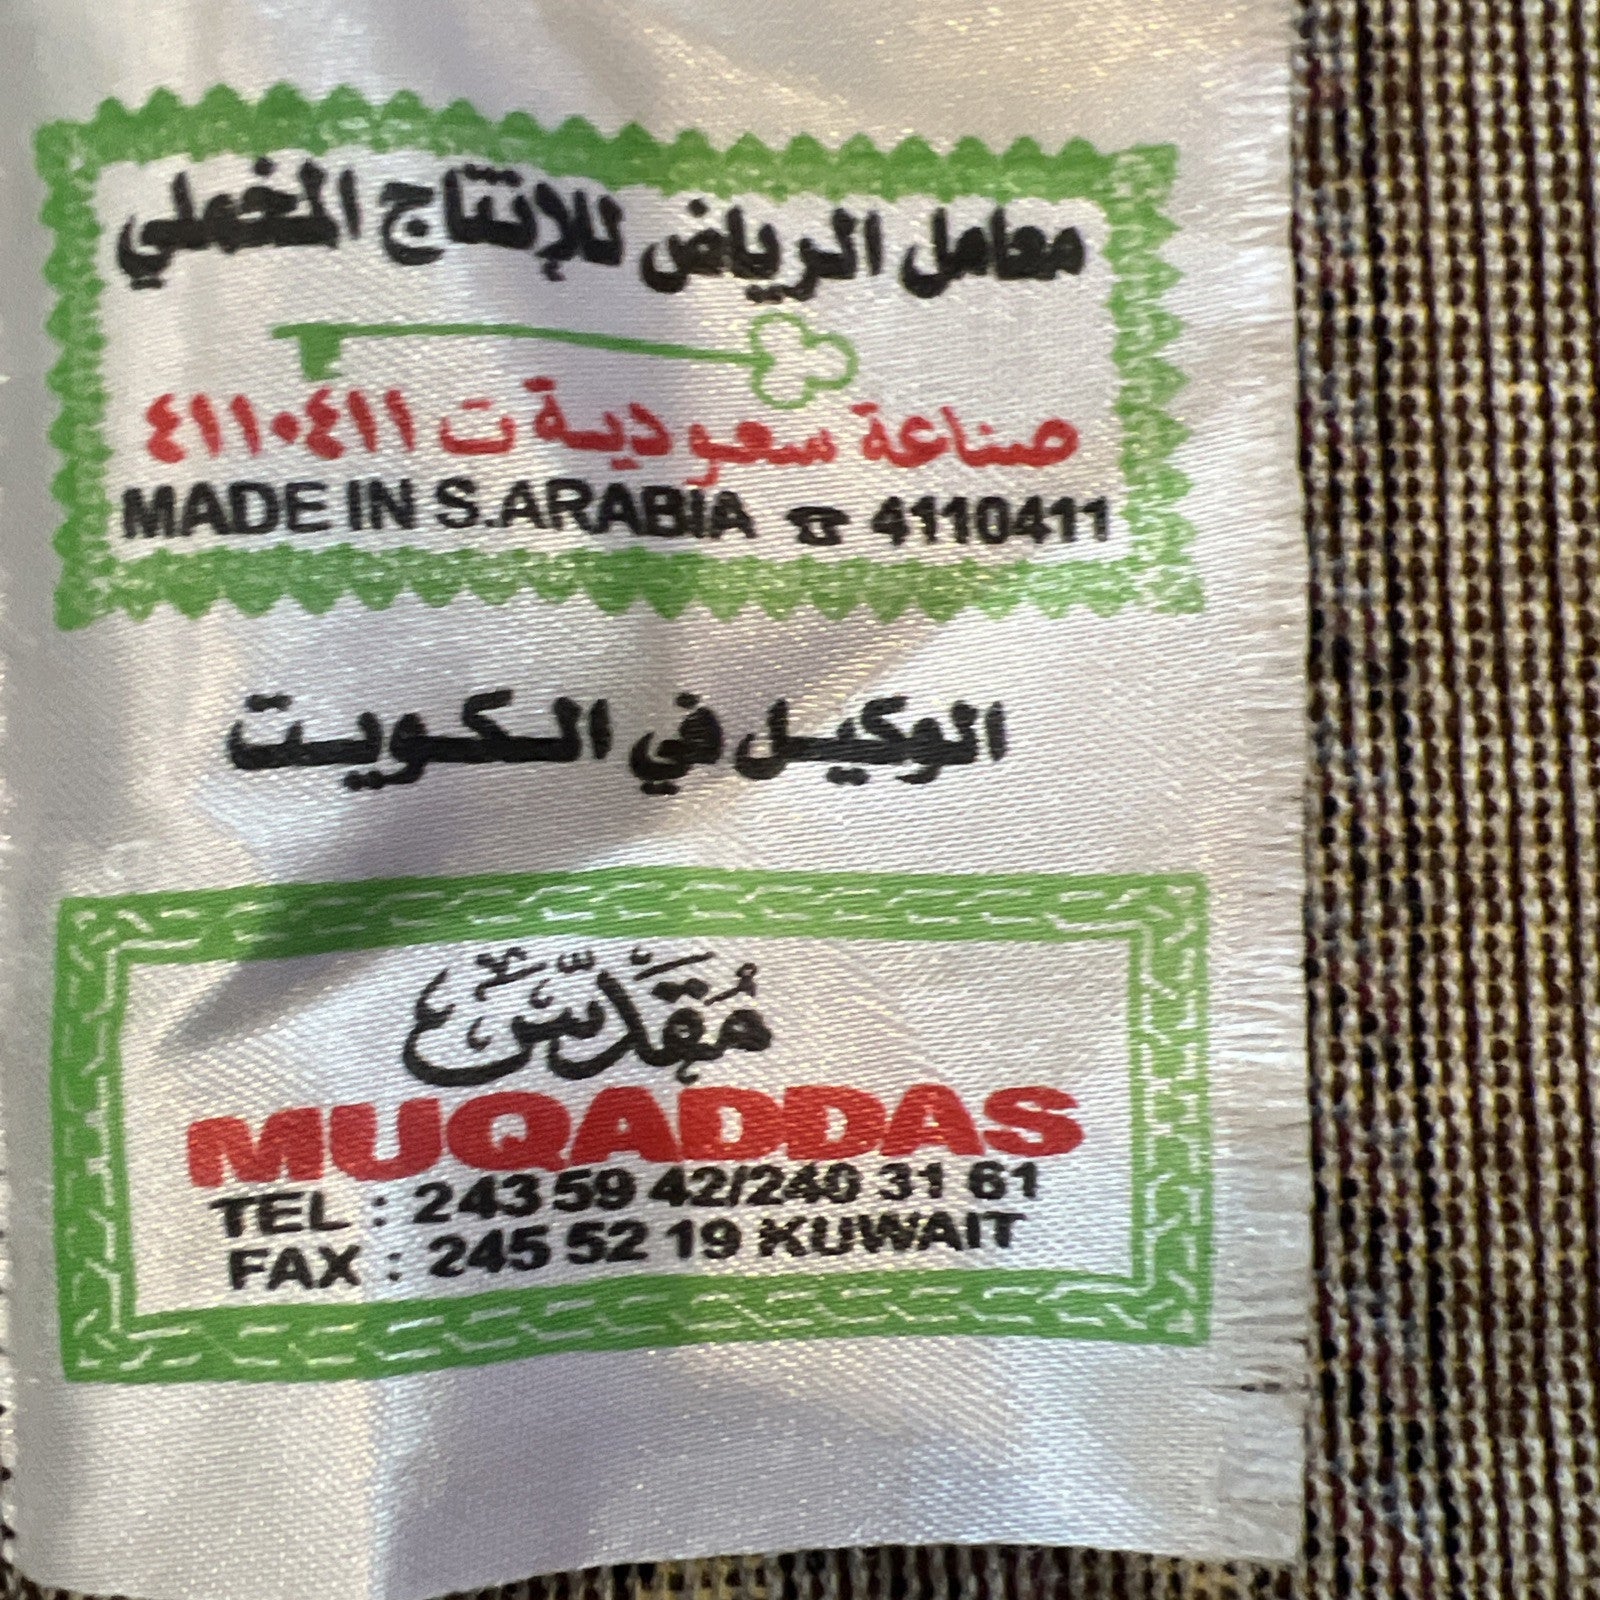 معامل الرياض للإنتاج المخملي
صناعة سعودية ت ٤١١٠٤١١
MADE IN S.ARABIA ☎ 4110411
الوكيل في الكويت
مُقَدَّس
MUQADDAS
TEL : 243 59 42/240 31 61
FAX : 245 52 19 KUWAIT